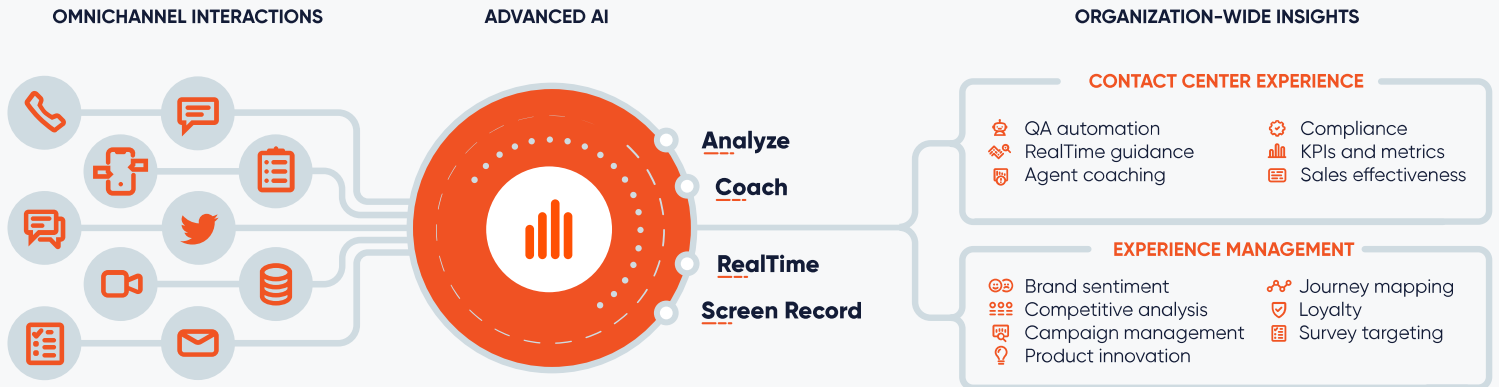 OMNICHANNEL INTERACTIONS
ADVANCED AI
ORGANIZATION-WIDE INSIGHTS
Analyze
Coach
RealTime
Screen Record
CONTACT CENTER EXPERIENCE
QA automation
RealTime guidance
Agent coaching
Compliance
KPIs and metrics
Sales effectiveness
EXPERIENCE MANAGEMENT
Brand sentiment
Competitive analysis
Campaign management
Product innovation
Journey mapping
Loyalty
Survey targeting